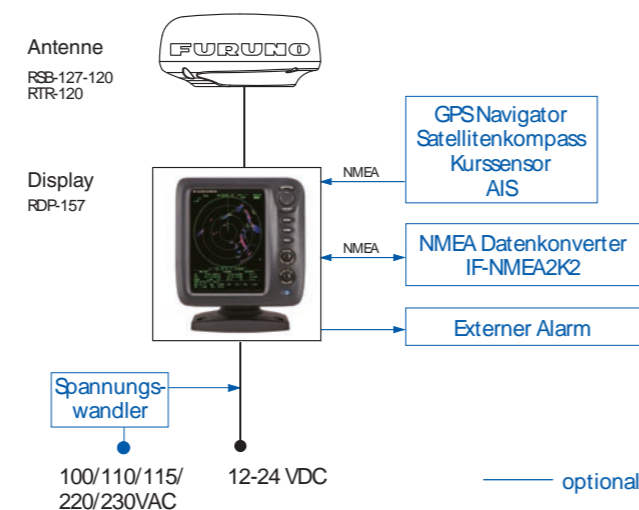 FURUNO
Antenne
RSB-127-120
RTR-120
GPS Navigator
Satellitenkompass
Kurssensor
AIS
NMEA
Display
RDP-157
NMEA
NMEA Datenkonverter
IF-NMEA2K2
Externer Alarm
Spannungs-
wandler
100/110/115/
220/230VAC
12-24 VDC
optional